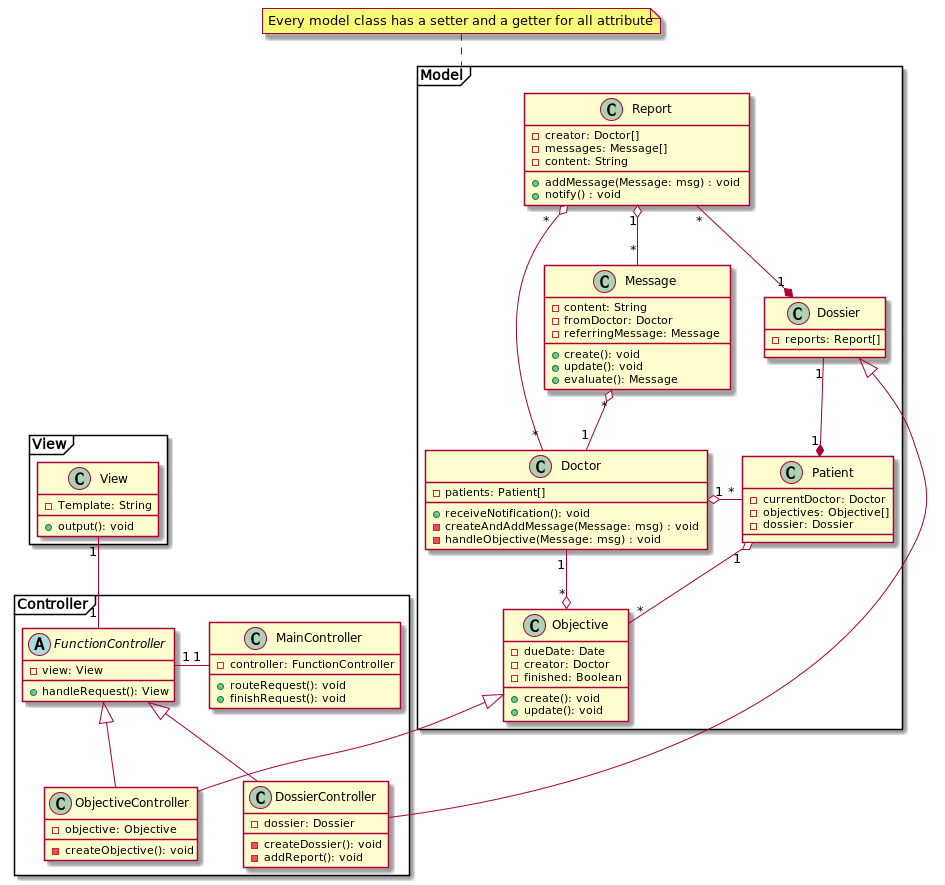 Every model class has a setter and a getter for all attribute
Model
C Report
creator: Doctor[]
messages: Message[]
content: String
addMessage(Message: msg) : void
notify() : void
* 1 *
* 1
C Message
content: String
fromDoctor: Doctor
referringMessage: Message
create(): void
update(): void
evaluate(): Message
C Dossier
reports: Report[]
* 1
* 1 1
C Doctor
patients: Patient[]
receiveNotification(): void
createAndAddMessage(Message: msg) : void
handleObjective(Message: msg) : void
1 *
C Patient
currentDoctor: Doctor
objectives: Objective[]
dossier: Dossier
1 1
* *
C Objective
dueDate: Date
creator: Doctor
finished: Boolean
create(): void
update(): void
View
C View
Template: String
output(): void
1
Controller
1
A FunctionController
view: View
handleRequest(): View
1 1
C MainController
controller: FunctionController
routeRequest(): void
finishRequest(): void
C ObjectiveController
objective: Objective
createObjective(): void
C DossierController
dossier: Dossier
createDossier(): void
addReport(): void